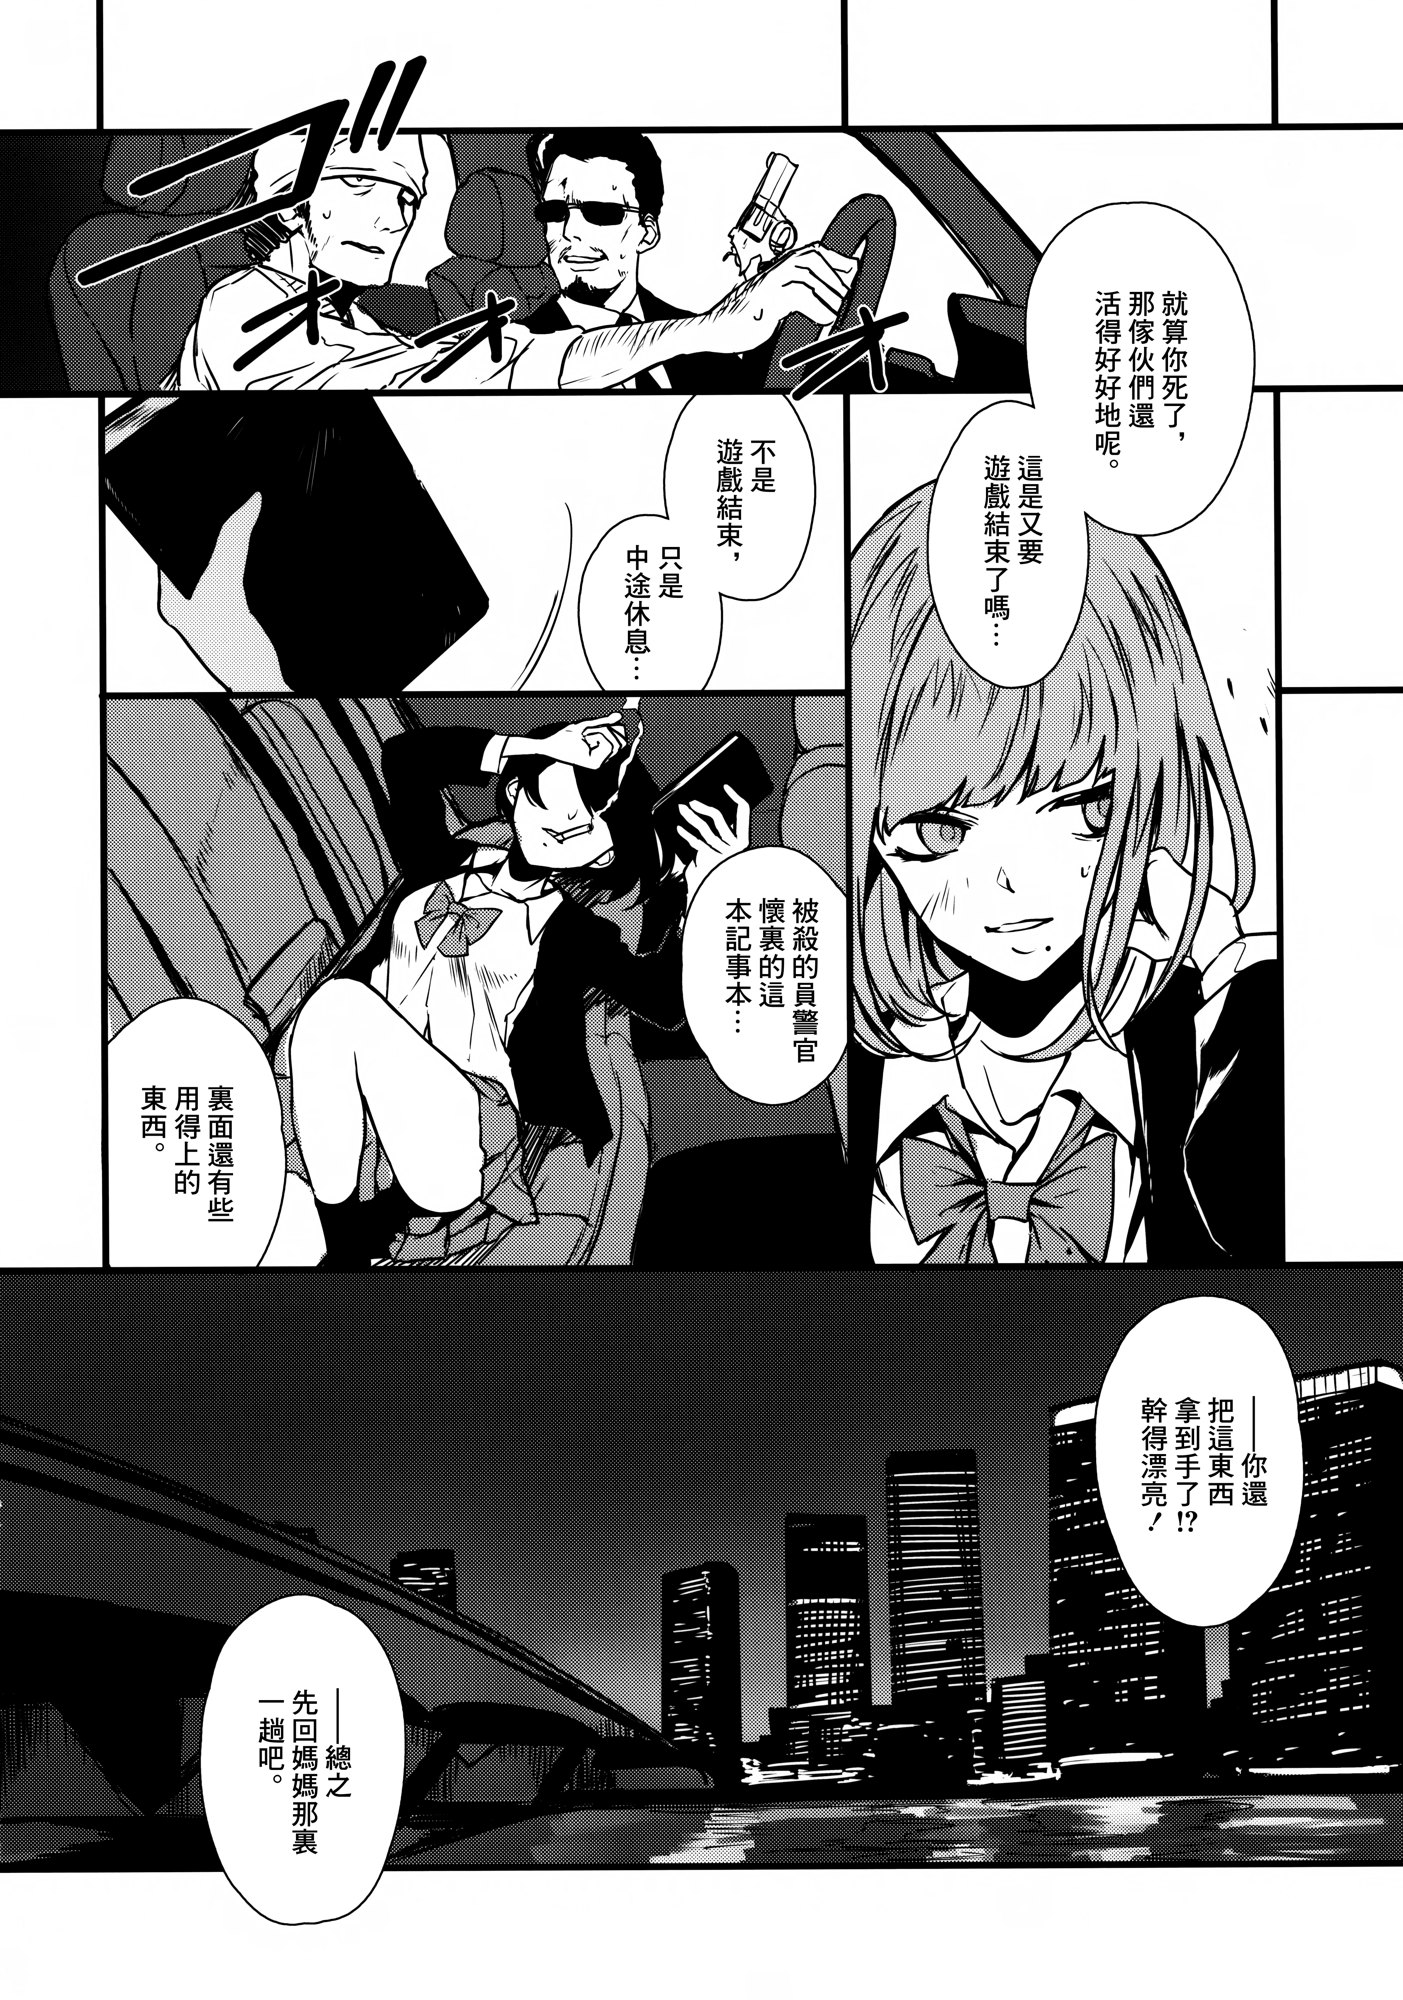 ゴオオオ
就算你死了，
那傢伙們還
活得好好地呢。
這是又要
遊戲結束了嗎…
不是
遊戲結束，
只是
中途休息…
被殺的員警官
懷裏的這
本記事本…
裏面還有些
用得上的
東西。
——你還
把這東西
拿到手了!?
幹得漂亮！
——總之
先回媽媽那裏
一趟吧。